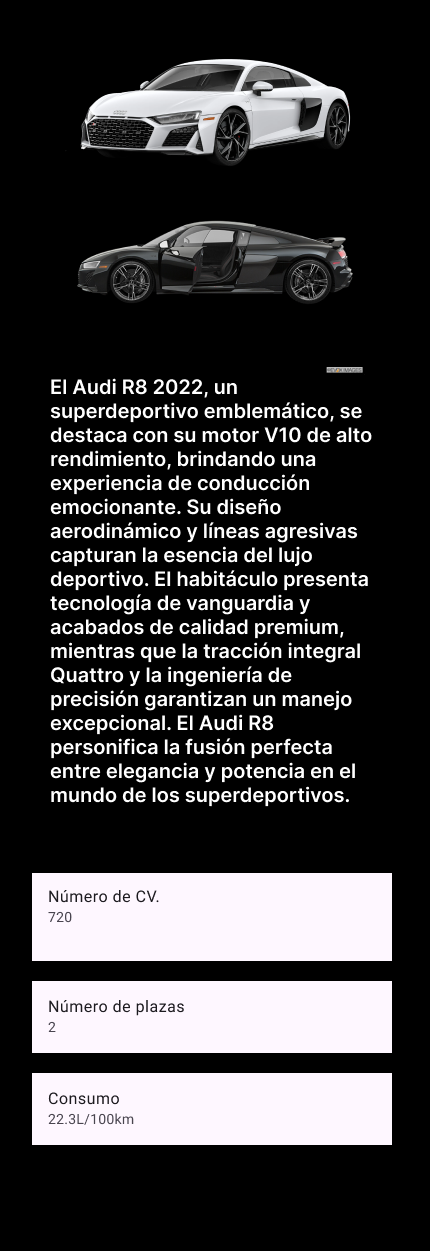 El Audi R8 2022, un
superdeportivo emblemático, se
destaca con su motor V10 de alto
rendimiento, brindando una
experiencia de conducción
emocionante. Su diseño
aerodinámico y líneas agresivas
capturan la esencia del lujo
deportivo. El habitáculo presenta
tecnología de vanguardia y
acabados de calidad premium,
mientras que la tracción integral
Quattro y la ingeniería de
precisión garantizan un manejo
excepcional. El Audi R8
personifica la fusión perfecta
entre elegancia y potencia en el
mundo de los superdeportivos.
Número de CV.
720
Número de plazas
2
Consumo
22.3L/100km